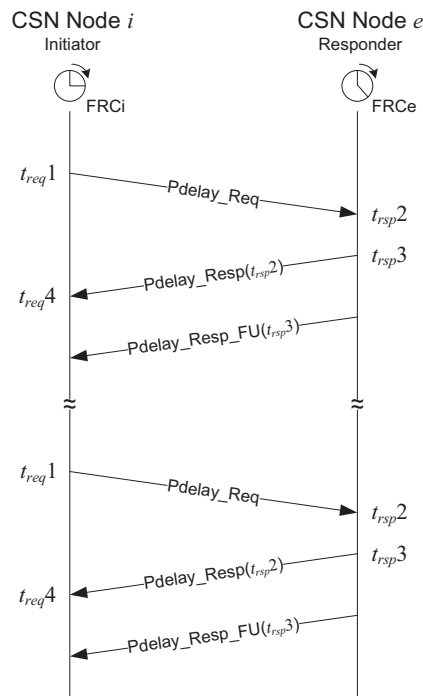 CSN Node i CSN Node e
Initiator Responder
FRCi FRCe
treq1
Pdelay_Req
trsp2
trsp3
Pdelay_Resp(trsp2)
treq4
Pdelay_Resp_FU(trsp3)
≈ ≈
treq1
Pdelay_Req
trsp2
trsp3
Pdelay_Resp(trsp2)
treq4
Pdelay_Resp_FU(trsp3)